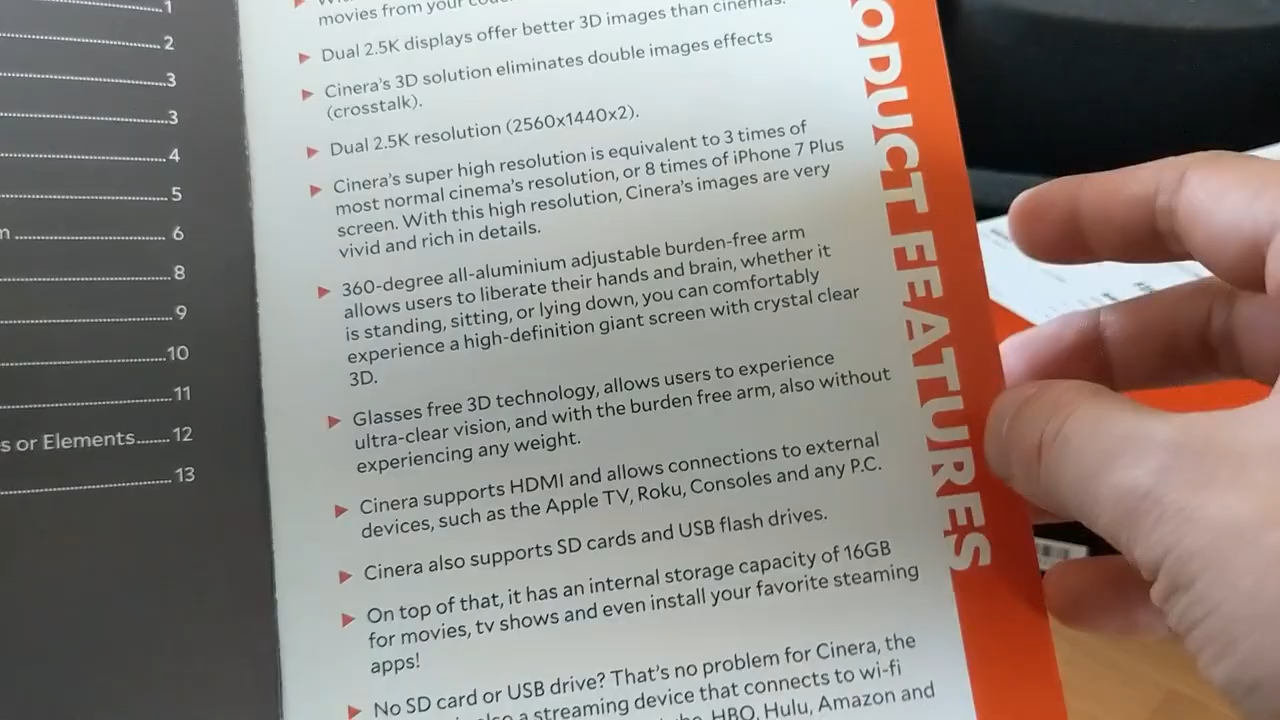 1
2
3
3
4
5
6
8
9
10
11
s or Elements.......12
13
movies from your
Dual 2.5K displays offer better 3D images than cinemas.
Cinera's 3D solution eliminates double images effects
(crosstalk).
Dual 2.5K resolution (2560x1440x2).
Cinera's super high resolution is equivalent to 3 times of
most normal cinema's resolution, or 8 times of iPhone 7 Plus
screen. With this high resolution, Cinera's images are very
vivid and rich in details.
360-degree all-aluminium adjustable burden-free arm
allows users to liberate their hands and brain, whether it
is standing, sitting, or lying down, you can comfortably
experience a high-definition giant screen with crystal clear
3D.
Glasses free 3D technology, allows users to experience
ultra-clear vision, and with the burden free arm, also without
experiencing any weight.
Cinera supports HDMI and allows connections to external
devices, such as the Apple TV, Roku, Consoles and any P.C.
Cinera also supports SD cards and USB flash drives.
On top of that, it has an internal storage capacity of 16GB
for movies, tv shows and even install your favorite steaming
apps!
No SD card or USB drive? That's no problem for Cinera, the
a streaming device that connects to wi-fi
HBO, Hulu, Amazon and
ODUCT FEATURES